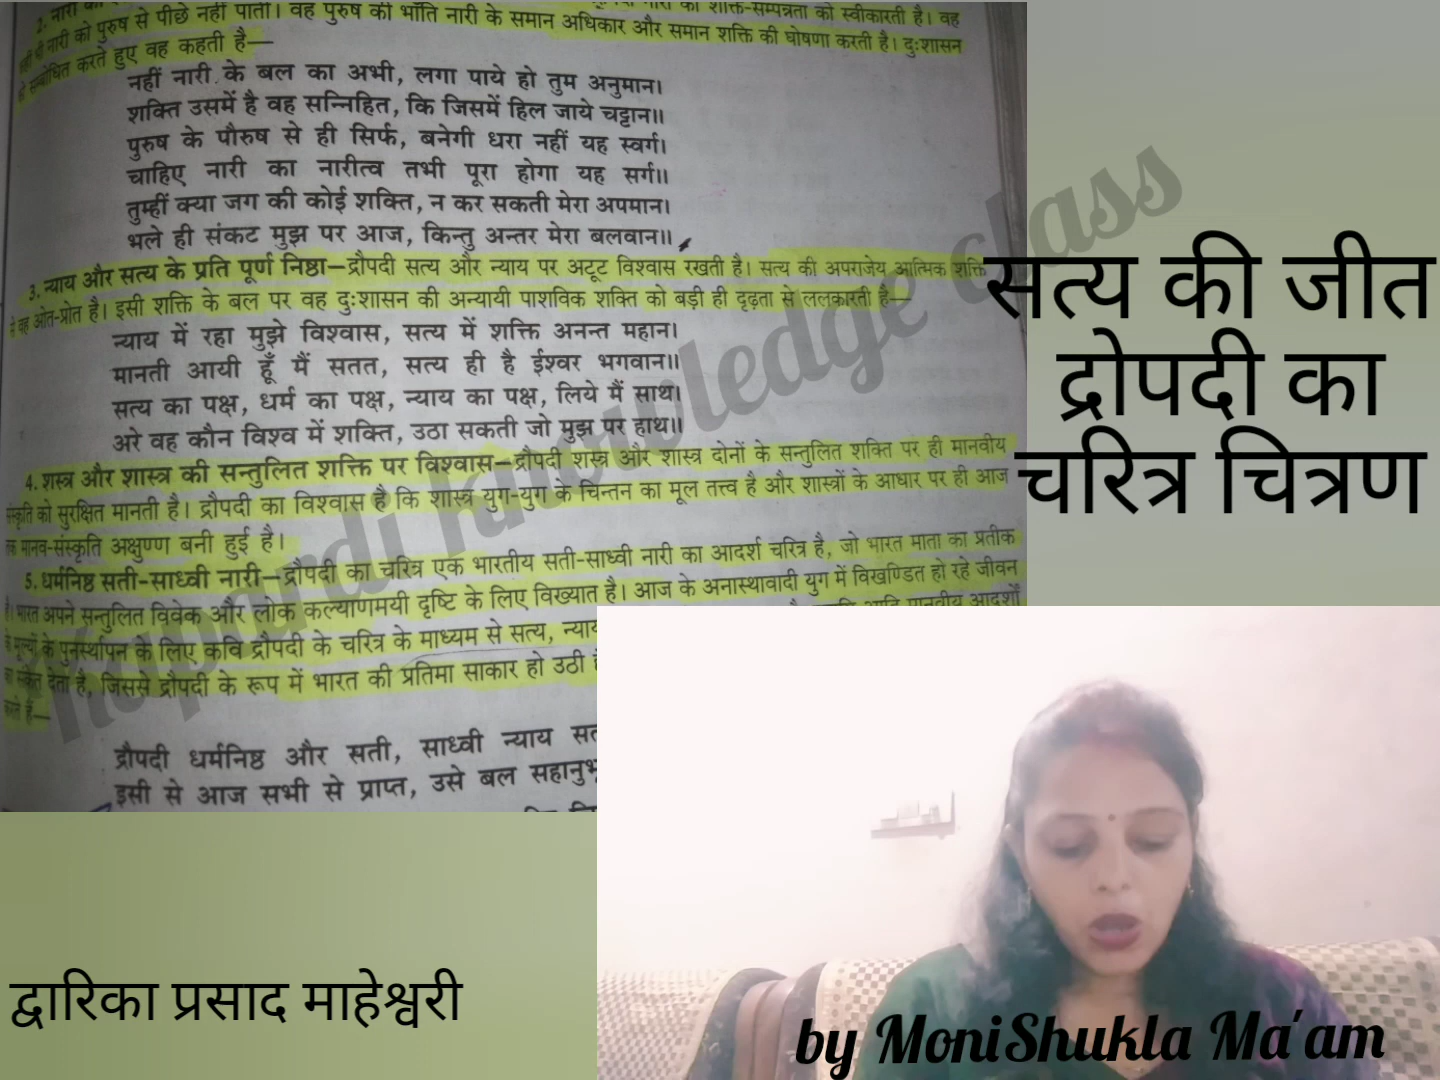 2. नारी
को पुरुष से पीछे नहीं पाती। वह पुरुष की भाँति नारी के समान अधिकार और समान शक्ति की घोषणा करती है। दुःशासन
को सम्बोधित करते हुए वह कहती है—
नहीं नारी के बल का अभी, लगा पाये हो तुम अनुमान।
शक्ति उसमें है वह सन्निहित, कि जिसमें हिल जाये चट्टान॥
पुरुष के पौरुष से ही सिर्फ, बनेगी धरा नहीं यह स्वर्ग।
चाहिए नारी का नारीत्व तभी पूरा होगा यह सर्ग॥
तुम्हीं क्या जग की कोई शक्ति, न कर सकती मेरा अपमान।
भले ही संकट मुझ पर आज, किन्तु अन्तर मेरा बलवान॥
3. न्याय और सत्य के प्रति पूर्ण निष्ठा—द्रौपदी सत्य और न्याय पर अटूट विश्वास रखती है। सत्य की अपराजेय आत्मिक शक्ति
से वह ओत-प्रोत है। इसी शक्ति के बल पर वह दुःशासन की अन्यायी पाशविक शक्ति को बड़ी ही दृढ़ता से ललकारती है—
न्याय में रहा मुझे विश्वास, सत्य में शक्ति अनन्त महान।
मानती आयी हूँ मैं सतत, सत्य ही है ईश्वर भगवान॥
सत्य का पक्ष, धर्म का पक्ष, न्याय का पक्ष, लिये मैं साथ।
अरे वह कौन विश्व में शक्ति, उठा सकती जो मुझ पर हाथ॥
4. शस्त्र और शास्त्र की सन्तुलित शक्ति पर विश्वास—द्रौपदी शस्त्र और शास्त्र दोनों के सन्तुलित शक्ति पर ही मानवीय
संस्कृति को सुरक्षित मानती है। द्रौपदी का विश्वास है कि शास्त्र युग-युग के चिन्तन का मूल तत्त्व है और शास्त्रों के आधार पर ही आज
तक मानव-संस्कृति अक्षुण्ण बनी हुई है।
5. धर्मनिष्ठ सती-साध्वी नारी—द्रौपदी का चरित्र एक भारतीय सती-साध्वी नारी का आदर्श चरित्र है, जो भारत माता का प्रतीक
है। भारत अपने सन्तुलित विवेक और लोक कल्याणमयी दृष्टि के लिए विख्यात है। आज के अनास्थावादी युग में विखण्डित हो रहे जीवन
के मूल्यों के पुनर्स्थापन के लिए कवि द्रौपदी के चरित्र के माध्यम से सत्य, न्याय मानवीय आदर्शों
का संकेत देता है, जिससे द्रौपदी के रूप में भारत की प्रतिमा साकार हो उठी
द्रौपदी धर्मनिष्ठ और सती, साध्वी न्याय
इसी से आज सभी से प्राप्त, उसे बल
knowledge class
सत्य की जीत
द्रोपदी का
चरित्र चित्रण
द्वारिका प्रसाद माहेश्वरी
by MoniShukla Ma'am